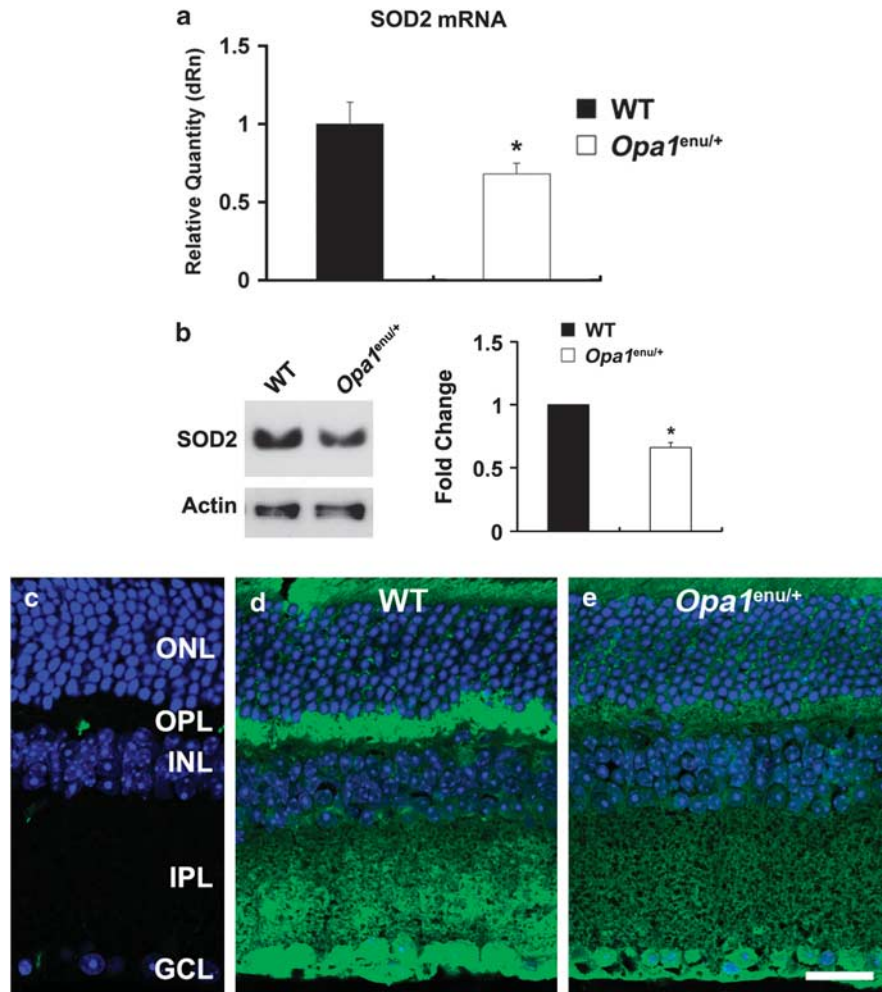 a
SOD2 mRNA
Relative Quantity (dRn)
1.5
1
0.5
0
*
WT
Opa1enu/+
b
WT
Opa1enu/+
SOD2
Actin
WT
Opa1enu/+
Fold Change
1.5
1
0.5
0
*
c
d
WT
e
Opa1enu/+
ONL
OPL
INL
IPL
GCL